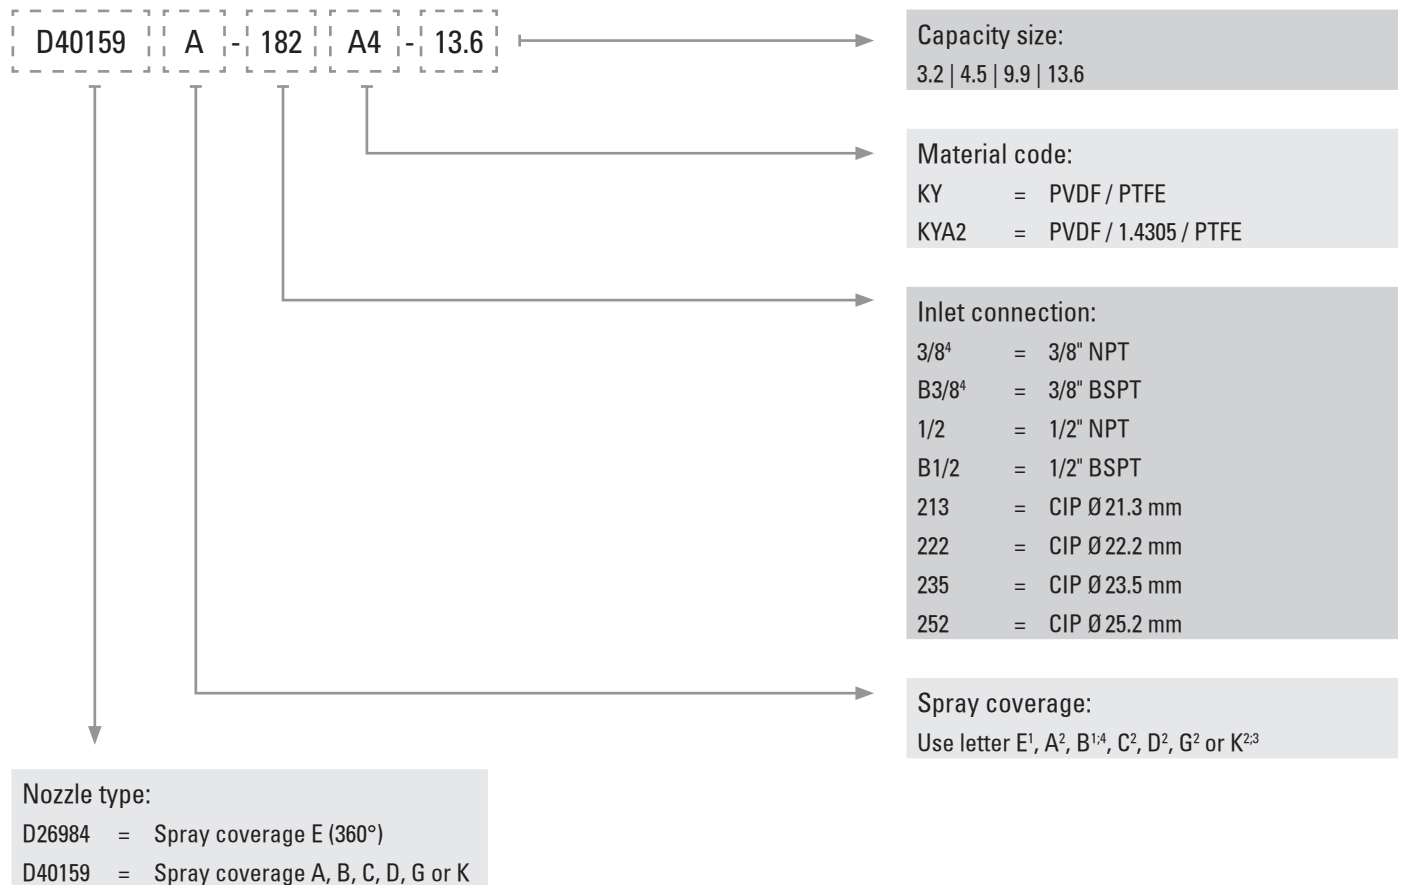 D40159 A - 182 A4 - 13.6
Capacity size:
3.2 | 4.5 | 9.9 | 13.6
Material code:
KY = PVDF / PTFE
KYA2 = PVDF / 1.4305 / PTFE
Inlet connection:
3/8⁴ = 3/8" NPT
B3/8⁴ = 3/8" BSPT
1/2 = 1/2" NPT
B1/2 = 1/2" BSPT
213 = CIP Ø 21.3 mm
222 = CIP Ø 22.2 mm
235 = CIP Ø 23.5 mm
252 = CIP Ø 25.2 mm
Spray coverage:
Use letter E¹, A², B¹;⁴, C², D², G² or K²;³
Nozzle type:
D26984 = Spray coverage E (360°)
D40159 = Spray coverage A, B, C, D, G or K